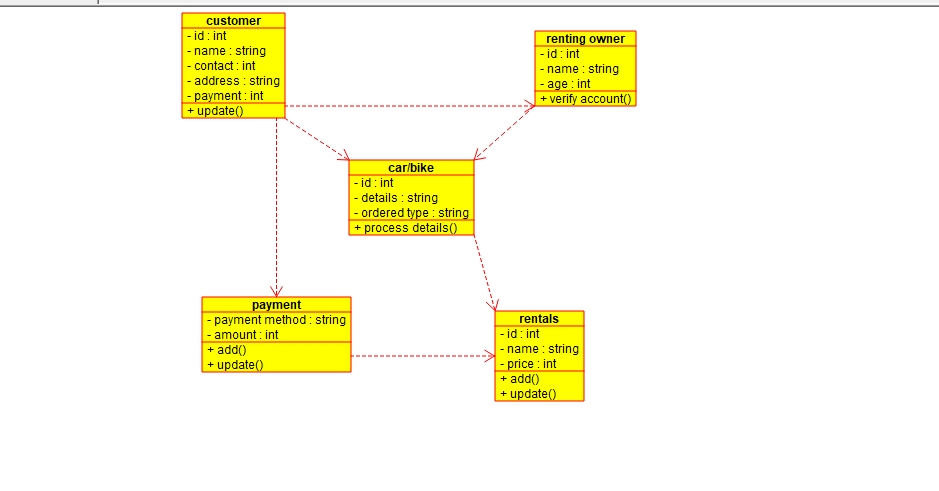 customer
- id : int
- name : string
- contact : int
- address : string
- payment : int
+ update()
renting owner
- id : int
- name : string
- age : int
+ verify account()
car/bike
- id : int
- details : string
- ordered type : string
+ process details()
payment
- payment method : string
- amount : int
+ add()
+ update()
rentals
- id : int
- name : string
- price : int
+ add()
+ update()